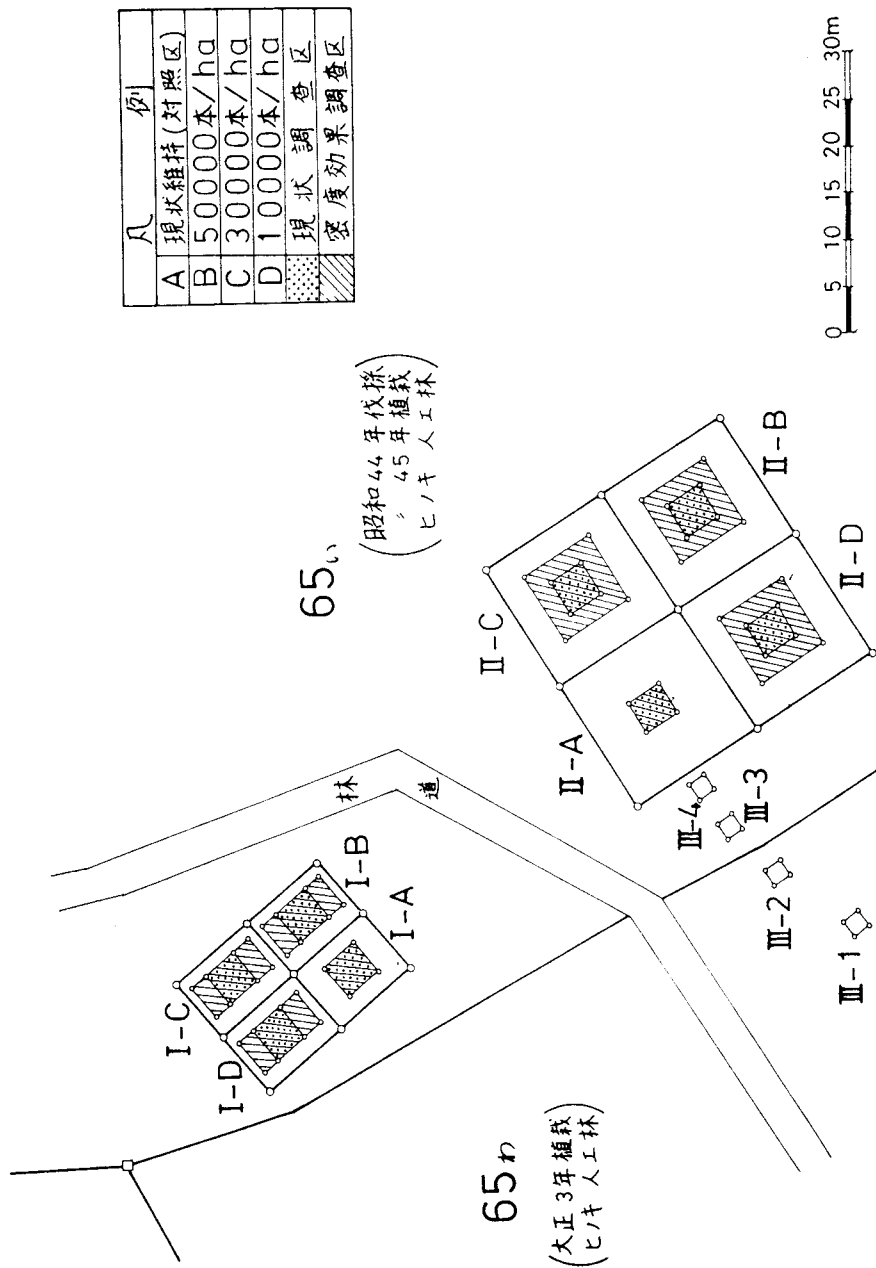 凡例
A 現状維持(対照区)
B 50000本/ha
C 30000本/ha
D 10000本/ha
現状調査区
密度効果調査区
65い
(昭和44年伐採
〃 45年植栽
ヒノキ人工林)
林道
I-C
I-B
I-D
I-A
II-C
II-B
II-A
II-D
III-4
III-3
III-2
III-1
65わ
(大正3年植栽
ヒノキ人工林)
0 5 10 15 20 25 30m